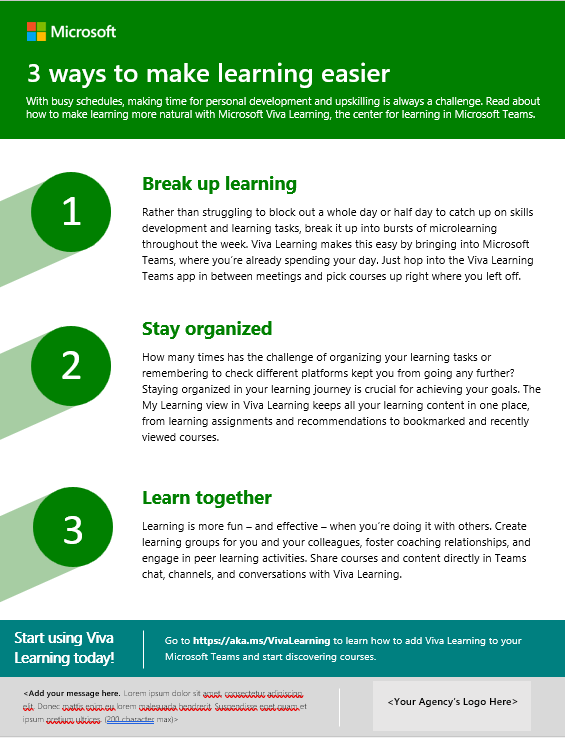 Microsoft
3 ways to make learning easier
With busy schedules, making time for personal development and upskilling is always a challenge. Read about
how to make learning more natural with Microsoft Viva Learning, the center for learning in Microsoft Teams.
1
Break up learning
Rather than struggling to block out a whole day or half day to catch up on skills
development and learning tasks, break it up into bursts of microlearning
throughout the week. Viva Learning makes this easy by bringing into Microsoft
Teams, where you're already spending your day. Just hop into the Viva Learning
Teams app in between meetings and pick courses up right where you left off.
2
Stay organized
How many times has the challenge of organizing your learning tasks or
remembering to check different platforms kept you from going any further?
Staying organized in your learning journey is crucial for achieving your goals. The
My Learning view in Viva Learning keeps all your learning content in one place,
from learning assignments and recommendations to bookmarked and recently
viewed courses.
3
Learn together
Learning is more fun – and effective – when you're doing it with others. Create
learning groups for you and your colleagues, foster coaching relationships, and
engage in peer learning activities. Share courses and content directly in Teams
chat, channels, and conversations with Viva Learning.
Start using Viva
Learning today!
Go to https://aka.ms/VivaLearning to learn how to add Viva Learning to your
Microsoft Teams and start discovering courses.
<Add your message here. Lorem ipsum dolor sit amet, consectetur adipiscing
elit. Donec mattis enim eu lorem malesuada hendrerit. Suspendisse eget quam et
ipsum pretium ultrices. (200 character max)>
<Your Agency's Logo Here>